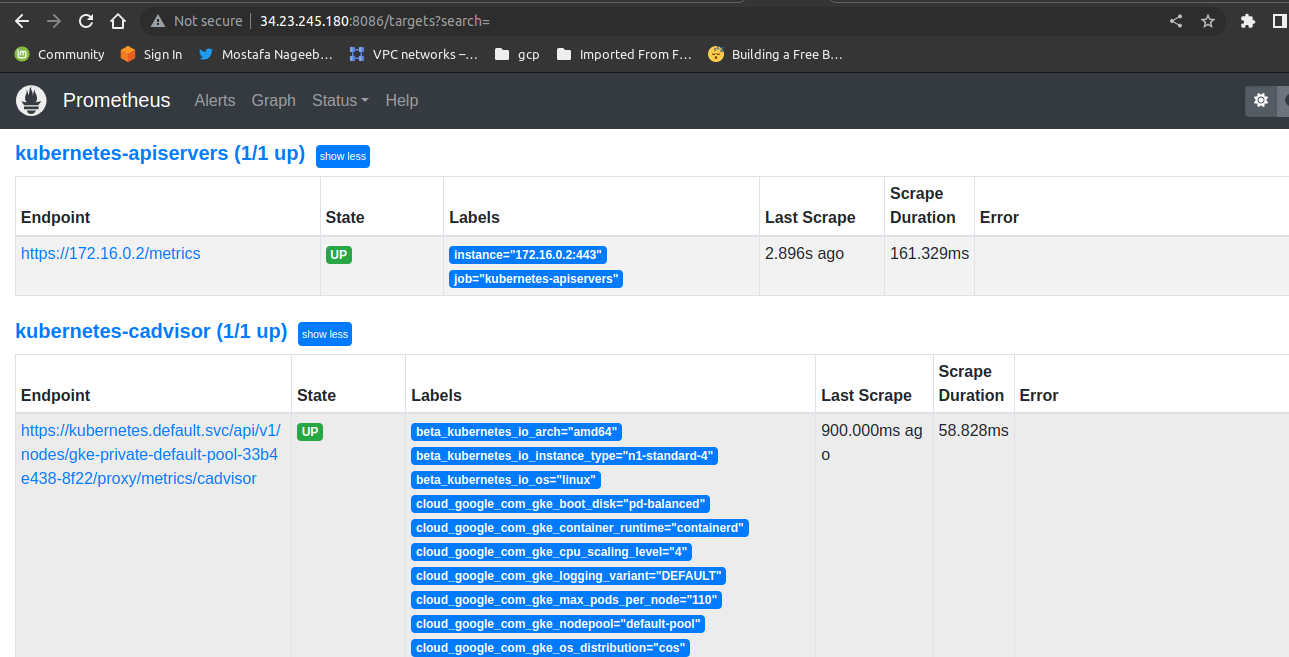 Not secure 34.23.245.180:8086/targets?search=
Community Sign In Mostafa Nageeb... VPC networks –... gcp Imported From F... Building a Free B...
Prometheus Alerts Graph Status Help
kubernetes-apiservers (1/1 up) show less
Endpoint State Labels Last Scrape Scrape Duration Error
https://172.16.0.2/metrics UP instance="172.16.0.2:443" 2.896s ago 161.329ms
job="kubernetes-apiservers"
kubernetes-cadvisor (1/1 up) show less
Endpoint State Labels Last Scrape Scrape Duration Error
https://kubernetes.default.svc/api/v1/ UP beta_kubernetes_io_arch="amd64" 900.000ms ag 58.828ms
nodes/gke-private-default-pool-33b4 beta_kubernetes_io_instance_type="n1-standard-4" o
e438-8f22/proxy/metrics/cadvisor beta_kubernetes_io_os="linux"
cloud_google_com_gke_boot_disk="pd-balanced"
cloud_google_com_gke_container_runtime="containerd"
cloud_google_com_gke_cpu_scaling_level="4"
cloud_google_com_gke_logging_variant="DEFAULT"
cloud_google_com_gke_max_pods_per_node="110"
cloud_google_com_gke_nodepool="default-pool"
cloud_google_com_gke_os_distribution="cos"